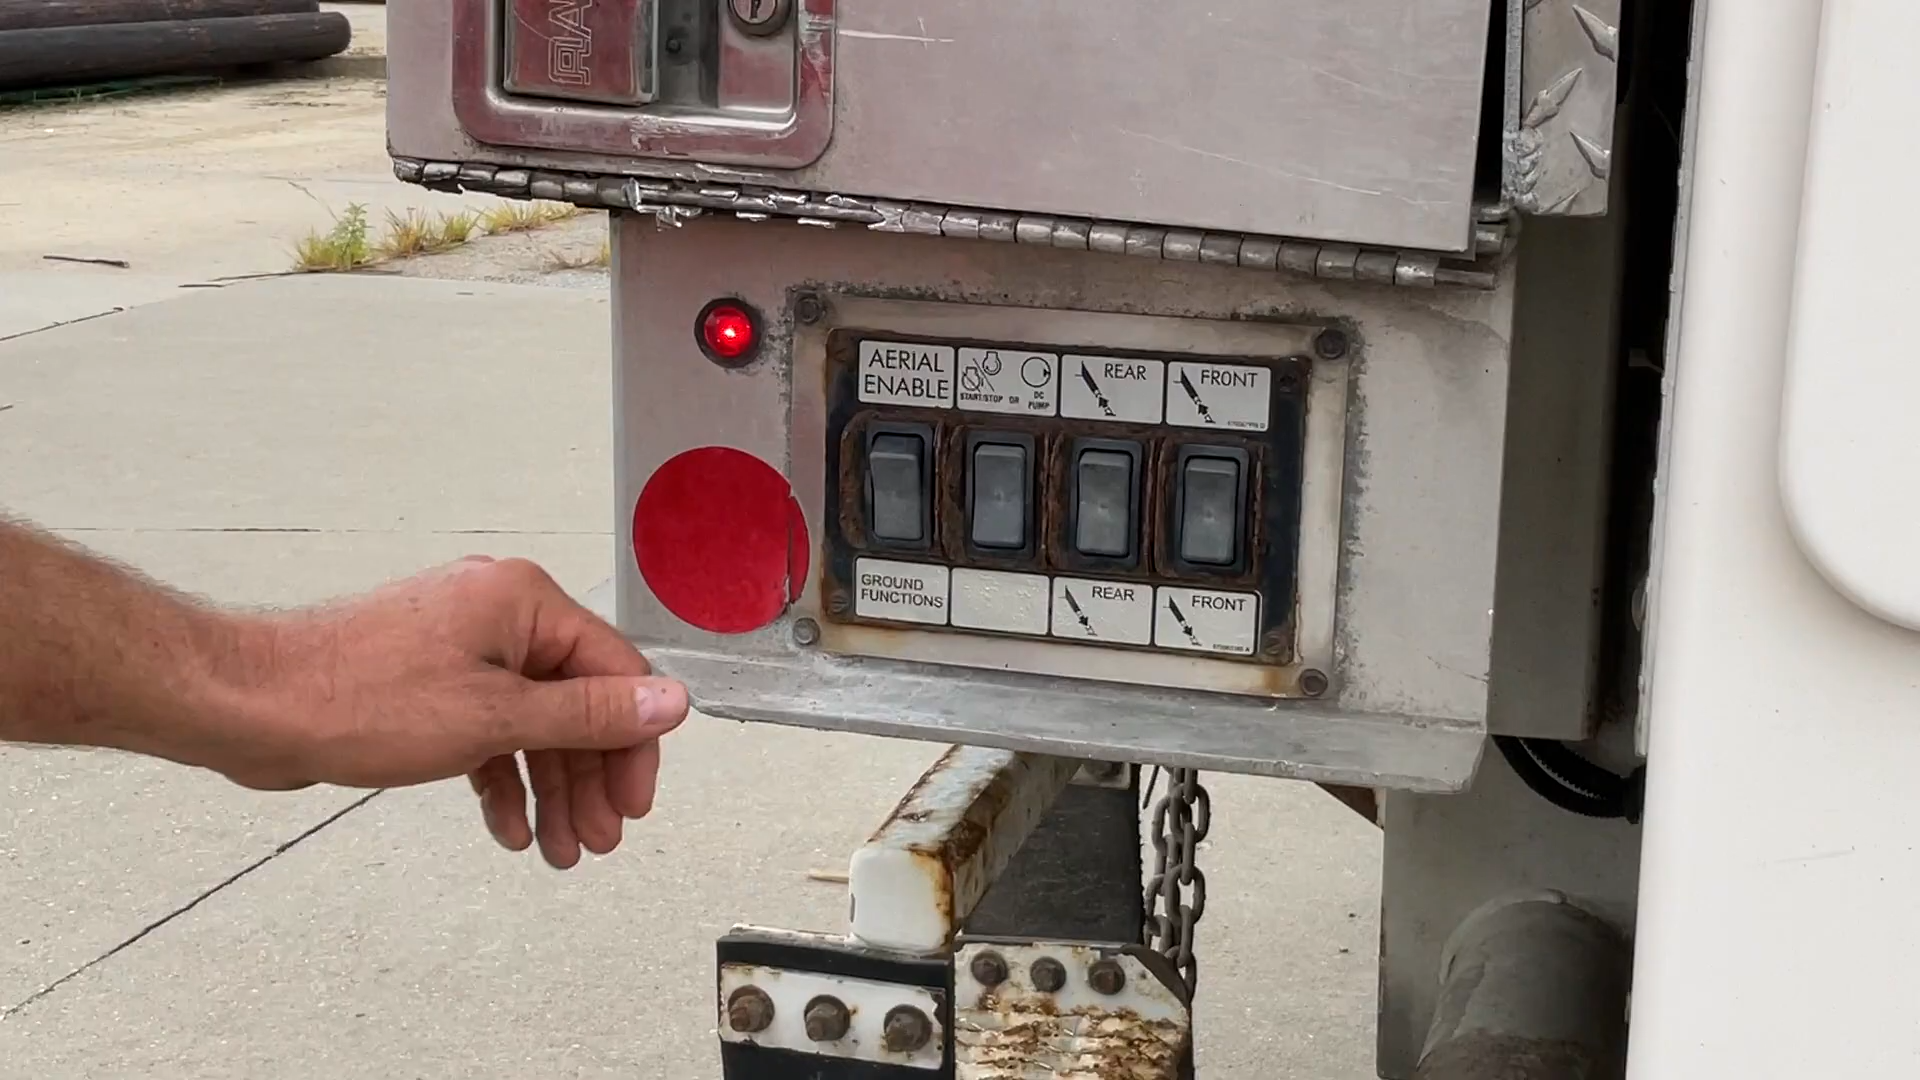 AERIAL
ENABLE
START/STOP OR DC
PUMP
REAR
FRONT
GROUND
FUNCTIONS
REAR
FRONT